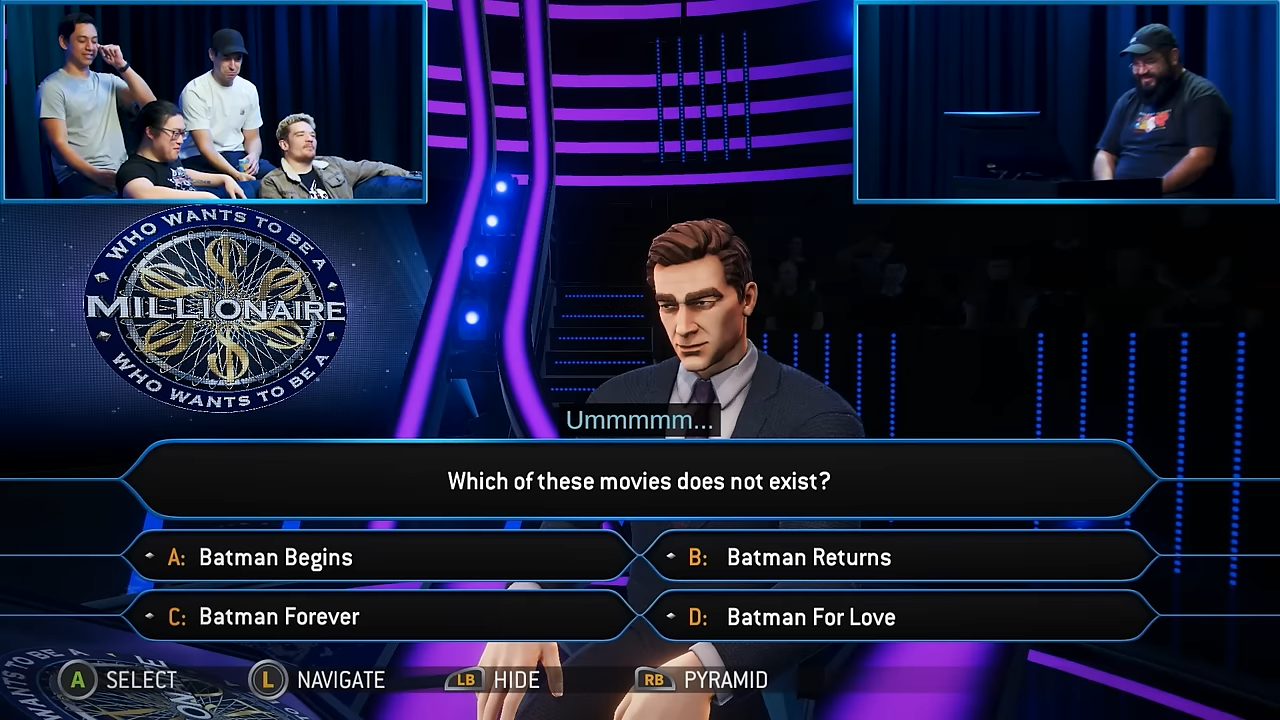 WHO WANTS TO BE A
MILLIONAIRE
WHO WANTS TO BE A
Ummmmm...
Which of these movies does not exist?
A: Batman Begins
B: Batman Returns
C: Batman Forever
D: Batman For Love
A SELECT
L NAVIGATE
LB HIDE
RB PYRAMID